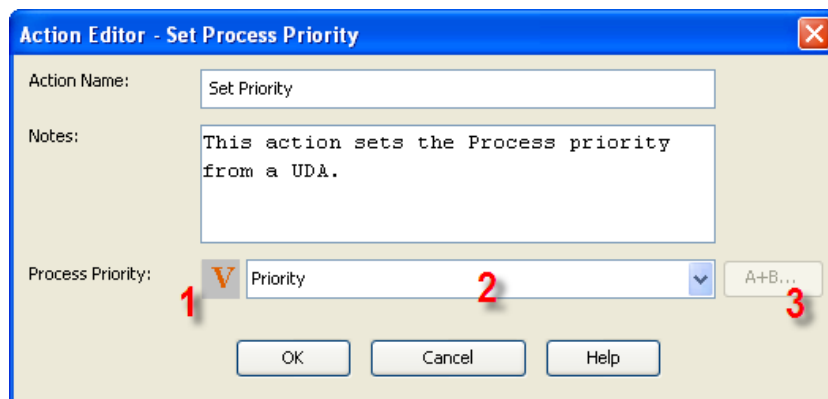 Action Editor - Set Process Priority
Action Name:
Set Priority
Notes:
This action sets the Process priority
from a UDA.
Process Priority:
V
Priority
A+B...
1
2
3
OK
Cancel
Help